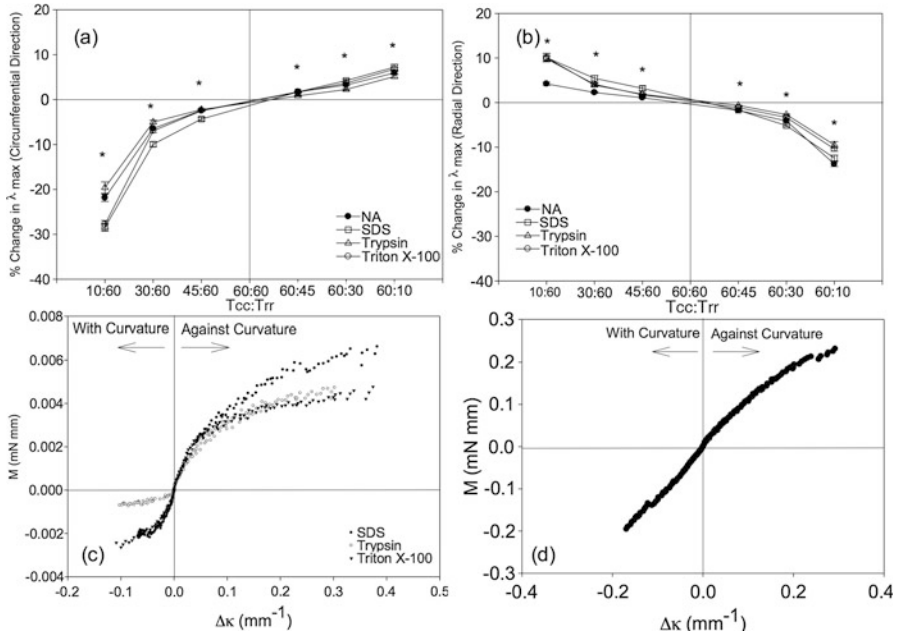 (a)
% Change in λ max (Circumferential Direction)
20
10
0
-10
-20
-30
-40
* * * * * *
NA
SDS
Trypsin
Triton X-100
10:60 30:60 45:60 60:60 60:45 60:30 60:10
Tcc:Trr
(b)
% Change in λ max (Radial Direction)
20
10
0
-10
-20
-30
-40
* * * * * *
NA
SDS
Trypsin
Triton X-100
10:60 30:60 45:60 60:60 60:45 60:30 60:10
Tcc:Trr
With Curvature Against Curvature
M (mN mm)
0.008
0.006
0.004
0.002
0.000
-0.002
-0.004
SDS
Trypsin
Triton X-100
(c)
-0.2 -0.1 0.0 0.1 0.2 0.3 0.4 0.5
Δκ (mm-1)
With Curvature Against Curvature
M (mN mm)
0.3
0.2
0.1
0.0
-0.1
-0.2
-0.3
(d)
-0.2 0.0 0.2 0.4
Δκ (mm-1)